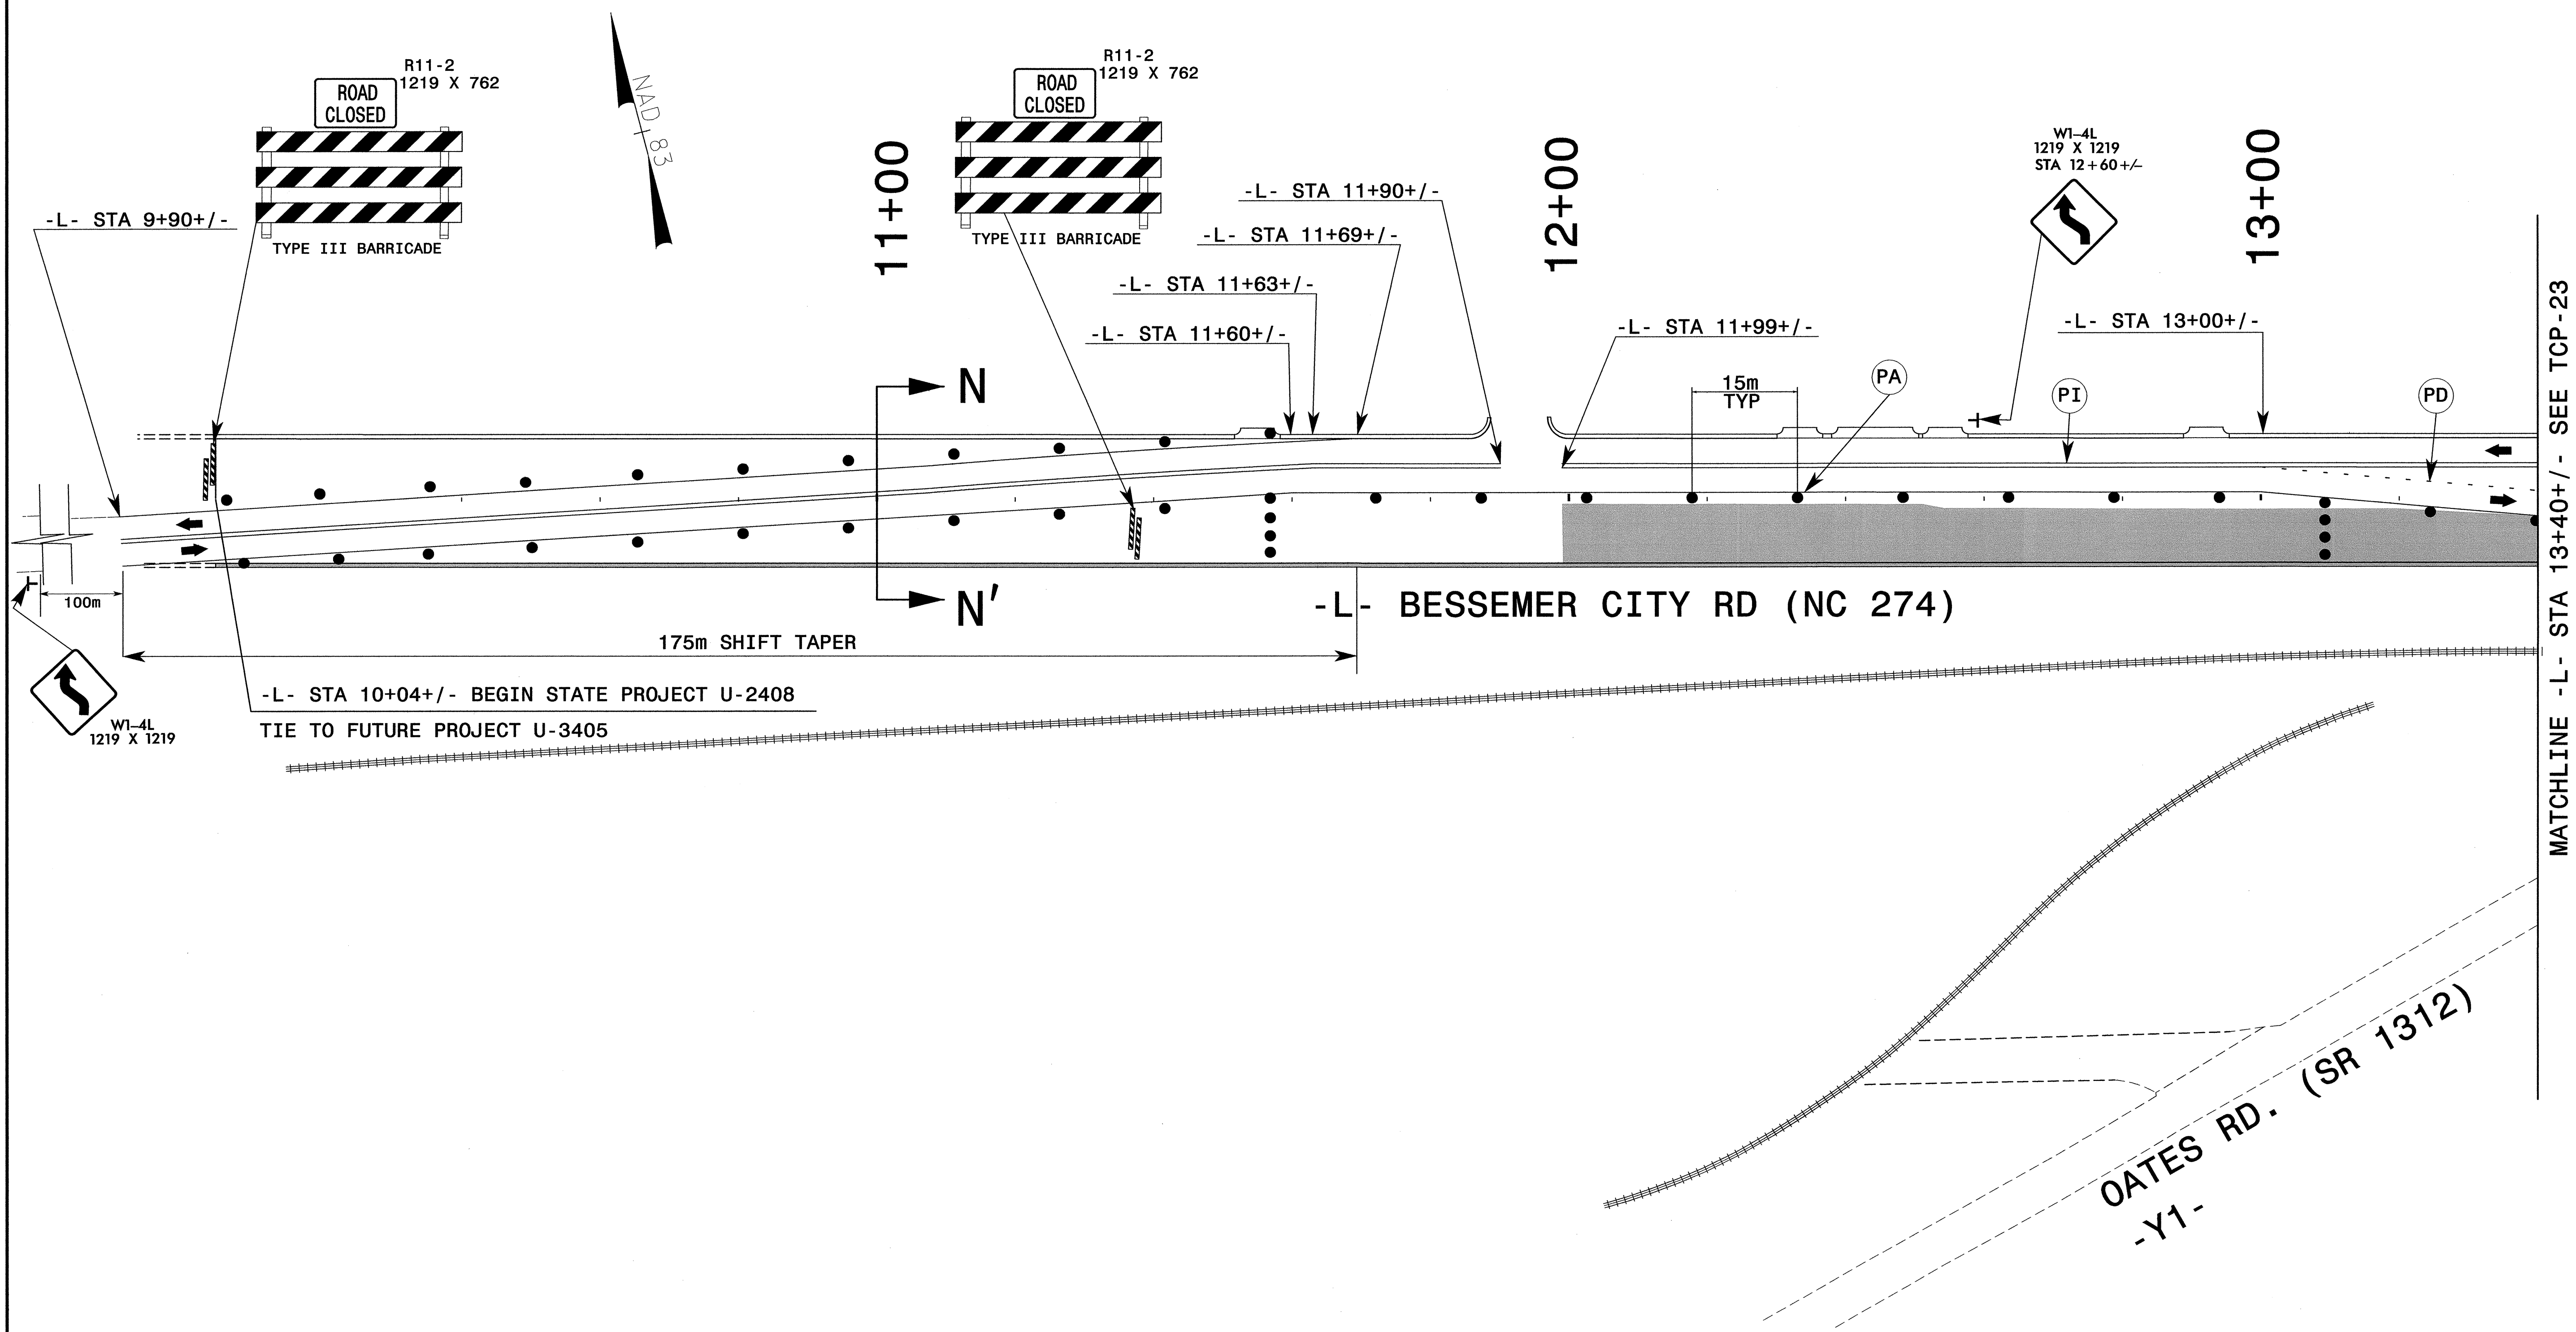 R11-2
1219 X 762
ROAD
CLOSED
TYPE III BARRICADE
NAD 83
R11-2
1219 X 762
ROAD
CLOSED
TYPE III BARRICADE
W1-4L
1219 X 1219
STA 12+60+/-
11+00
12+00
13+00
-L- STA 9+90+/-
-L- STA 11+90+/-
-L- STA 11+69+/-
-L- STA 11+63+/-
-L- STA 11+60+/-
-L- STA 11+99+/-
-L- STA 13+00+/-
15m
TYP
PA
PI
PD
N
N'
100m
-L- BESSEMER CITY RD (NC 274)
175m SHIFT TAPER
-L- STA 10+04+/- BEGIN STATE PROJECT U-2408
TIE TO FUTURE PROJECT U-3405
W1-4L
1219 X 1219
MATCHLINE -L- STA 13+40+/- SEE TCP-23
OATES RD. (SR 1312)
-Y1-